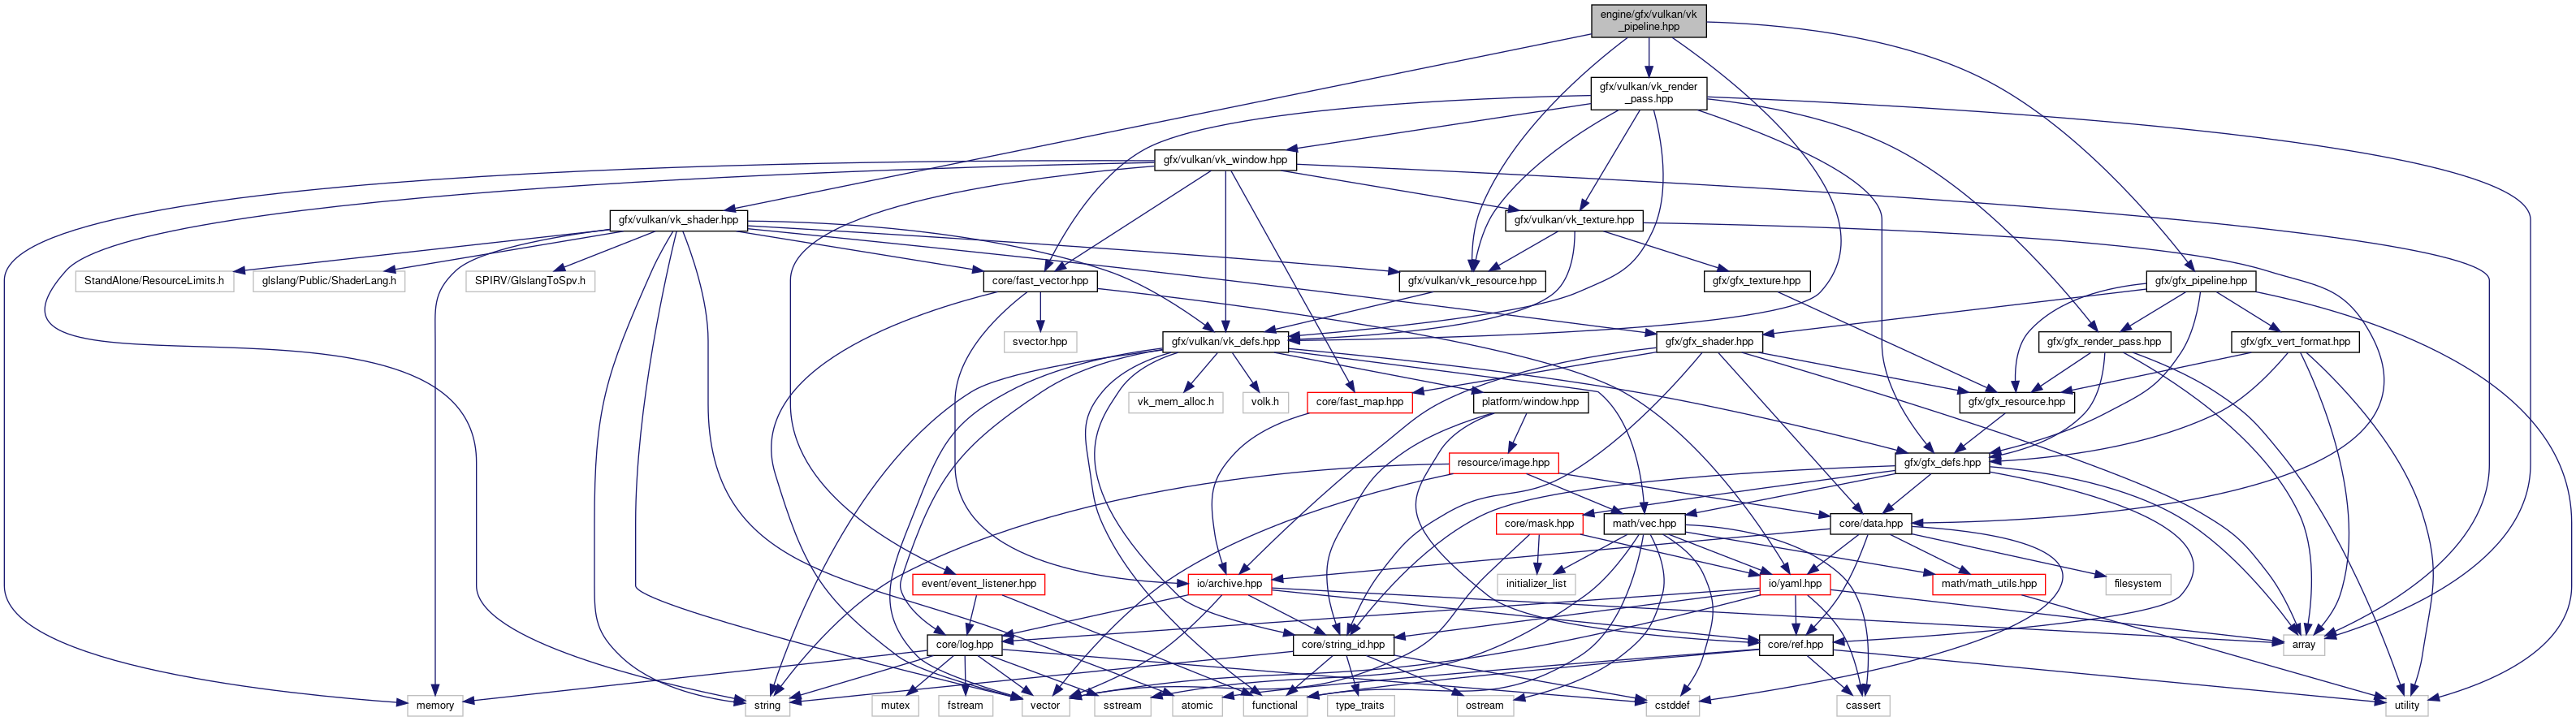 engine/gfx/vulkan/vk
_pipeline.hpp
gfx/vulkan/vk_render
_pass.hpp
gfx/vulkan/vk_window.hpp
gfx/vulkan/vk_shader.hpp
gfx/vulkan/vk_texture.hpp
StandAlone/ResourceLimits.h
glslang/Public/ShaderLang.h
SPIRV/GlslangToSpv.h
core/fast_vector.hpp
gfx/vulkan/vk_resource.hpp
gfx/gfx_texture.hpp
gfx/gfx_pipeline.hpp
svector.hpp
gfx/vulkan/vk_defs.hpp
gfx/gfx_shader.hpp
gfx/gfx_render_pass.hpp
gfx/gfx_vert_format.hpp
vk_mem_alloc.h
volk.h
core/fast_map.hpp
platform/window.hpp
gfx/gfx_resource.hpp
resource/image.hpp
gfx/gfx_defs.hpp
core/mask.hpp
math/vec.hpp
core/data.hpp
event/event_listener.hpp
io/archive.hpp
initializer_list
io/yaml.hpp
math/math_utils.hpp
filesystem
core/log.hpp
core/string_id.hpp
core/ref.hpp
array
memory
string
mutex
fstream
vector
sstream
atomic
functional
type_traits
ostream
cstddef
cassert
utility